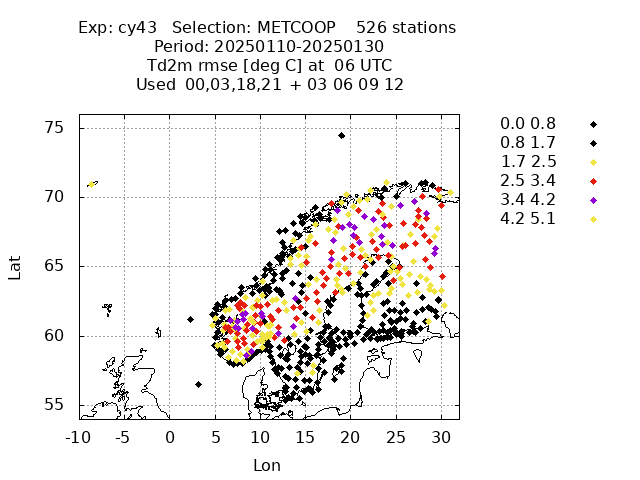 Exp: cy43 Selection: METCOOP 526 stations
Period: 20250110-20250130
Td2m rmse [deg C] at 06 UTC
Used 00,03,18,21 + 03 06 09 12
75
70
65
60
55
Lat
-10 -5 0 5 10 15 20 25 30
Lon
0.0 0.8
0.8 1.7
1.7 2.5
2.5 3.4
3.4 4.2
4.2 5.1